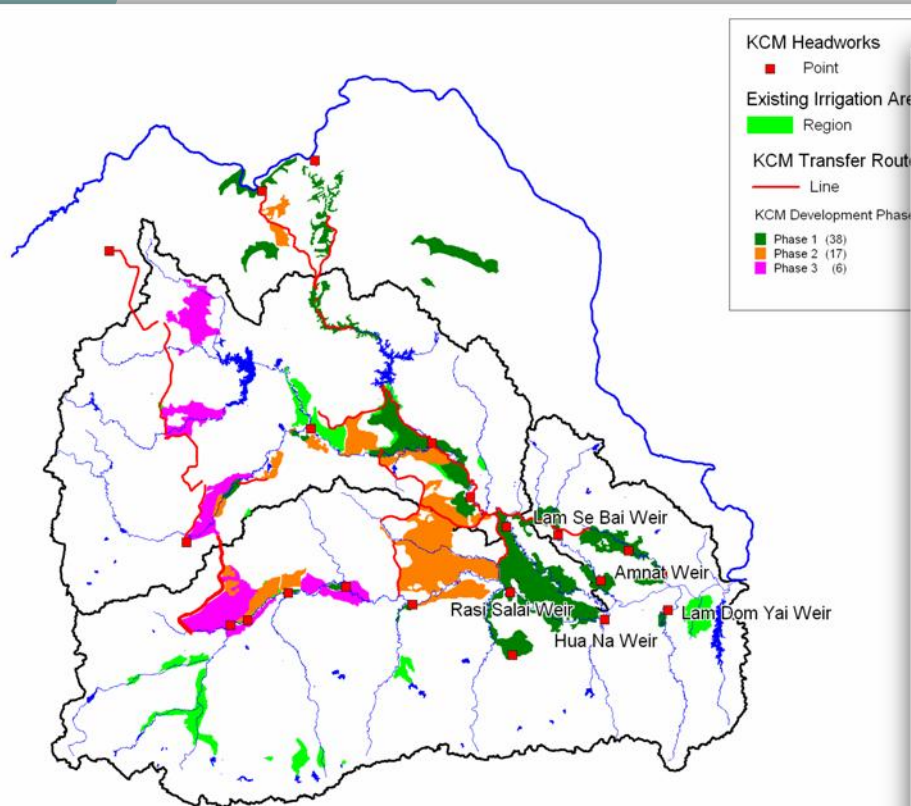 KCM Headworks
Point
Existing Irrigation Are
Region
KCM Transfer Rout
Line
KCM Development Phase
Phase 1 (38)
Phase 2 (17)
Phase 3 (6)
Lam Se Bai Weir
Amnat Weir
Rasi Salai Weir
Lam Dom Yai Weir
Hua Na Weir